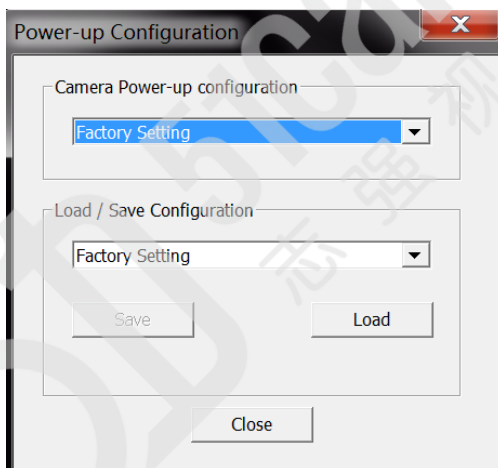 Power-up Configuration
X
Camera Power-up configuration
Factory Setting
Load / Save Configuration
Factory Setting
Save
Load
Close